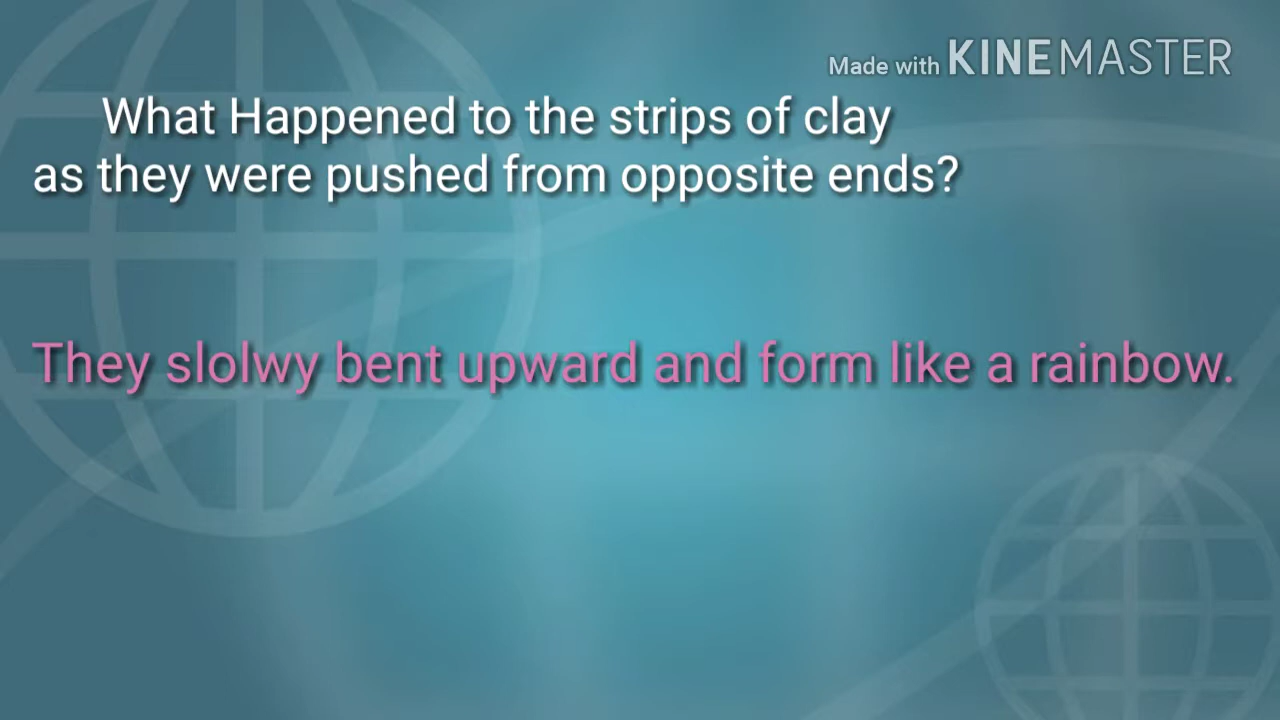 Made with KINEMASTER
What Happened to the strips of clay
as they were pushed from opposite ends?
They slolwy bent upward and form like a rainbow.